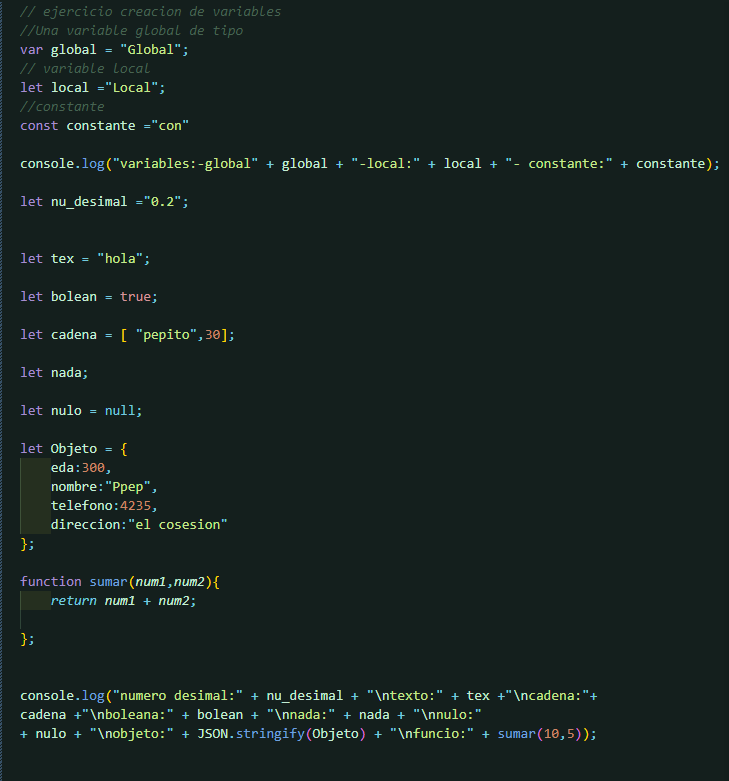 // ejercicio creacion de variables
//Una variable global de tipo
var global = "Global";
// variable local
let local ="Local";
//constante
const constante ="con"
console.log("variables:-global" + global + "-local:" + local + "- constante:" + constante);
let nu_desimal ="0.2";
let tex = "hola";
let bolean = true;
let cadena = [ "pepito",30];
let nada;
let nulo = null;
let Objeto = {
    eda:300,
    nombre:"Ppep",
    telefono:4235,
    direccion:"el cosesion"
};
function sumar(num1,num2){
    return num1 + num2;
};
console.log("numero desimal:" + nu_desimal + "\ntexto:" + tex +"\ncadena:"+
cadena +"\nboleana:" + bolean + "\nnada:" + nada + "\nnulo:"
+ nulo + "\nobjeto:" + JSON.stringify(Objeto) + "\nfuncio:" + sumar(10,5));